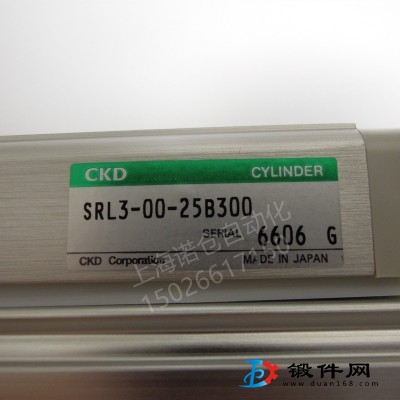 CKD CYLINDER
SRL3-00-25B300
SERIAL 6606 G
CKD Corporation MADE IN JAPAN
上海诺仓自动化
15026617150
锻件网
www.duan168.com